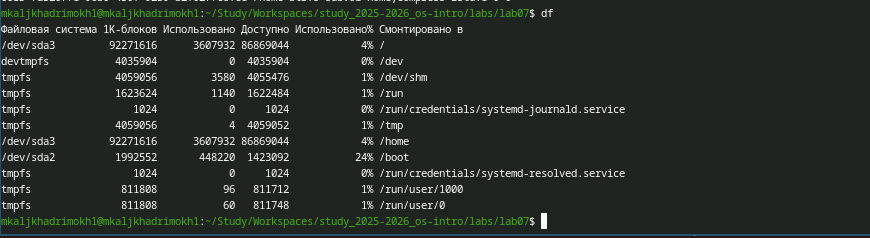 mkaljkhadrimokh1@mkaljkhadrimokh1:~/Study/Workspaces/study_2025-2026_os-intro/labs/lab07$ df
Файловая система 1K-блоков Использовано Доступно Использовано% Смонтировано в
/dev/sda3 92271616 3607932 86869044 4% /
devtmpfs 4035904 0 4035904 0% /dev
tmpfs 4059056 3580 4055476 1% /dev/shm
tmpfs 1623624 1140 1622484 1% /run
tmpfs 1024 0 1024 0% /run/credentials/systemd-journald.service
tmpfs 4059056 4 4059052 1% /tmp
/dev/sda3 92271616 3607932 86869044 4% /home
/dev/sda2 1992552 448220 1423092 24% /boot
tmpfs 1024 0 1024 0% /run/credentials/systemd-resolved.service
tmpfs 811808 96 811712 1% /run/user/1000
tmpfs 811808 60 811748 1% /run/user/0
mkaljkhadrimokh1@mkaljkhadrimokh1:~/Study/Workspaces/study_2025-2026_os-intro/labs/lab07$